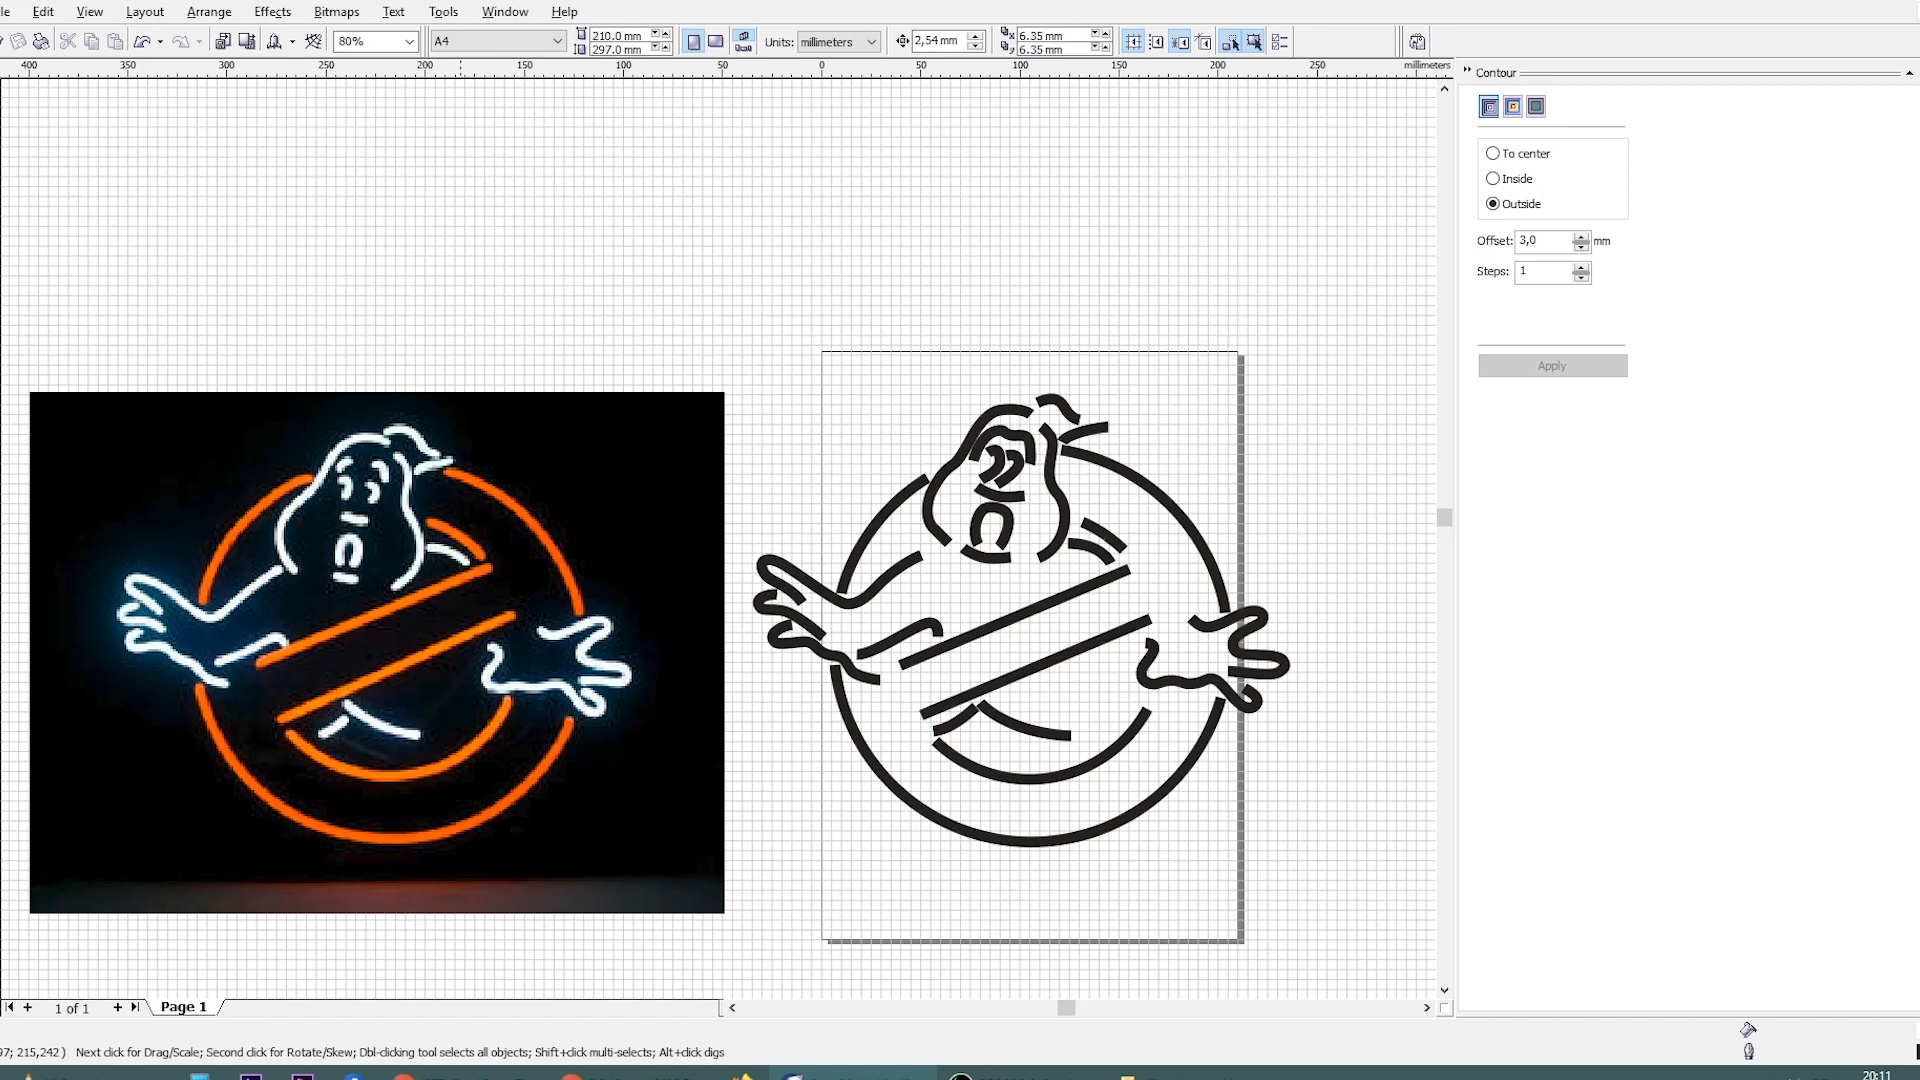 le Edit View Layout Arrange Effects Bitmaps Text Tools Window Help
80% A4 210.0 mm 297.0 mm Units: millimeters 2,54 mm 6.35 mm 6.35 mm
400 350 300 250 200 150 100 50 0 50 100 150 200 250 millimeters
Contour
To center
Inside
Outside
Offset: 3,0 mm
Steps: 1
Apply
1 of 1 Page 1
97; 215,242 ) Next click for Drag/Scale; Second click for Rotate/Skew; Dbl-clicking tool selects all objects; Shift+click multi-selects; Alt+click digs
20:11